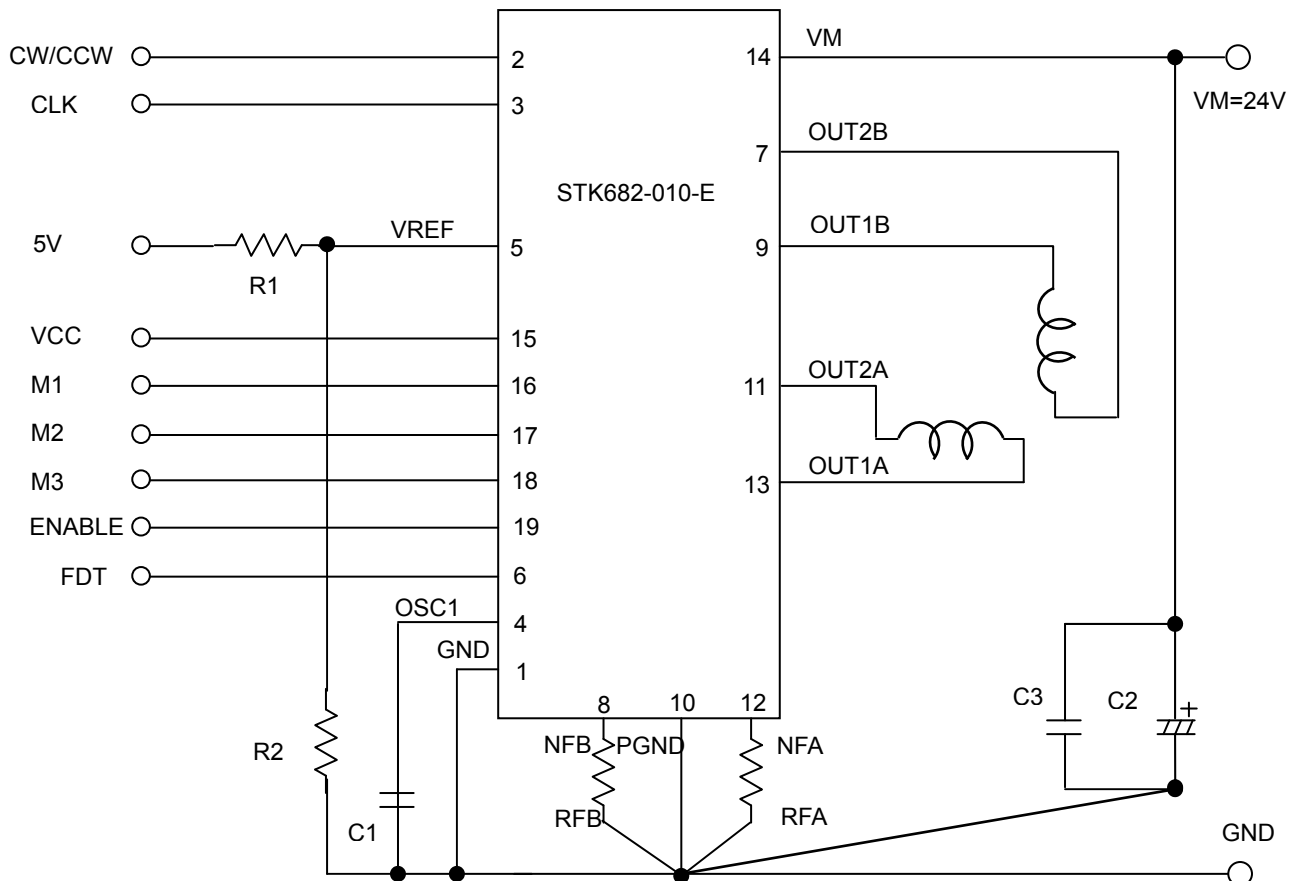 CW/CCW
2
14
VM
CLK
3
VM=24V
OUT2B
7
STK682-010-E
5V
R1
VREF
5
9
OUT1B
VCC
15
M1
16
11
OUT2A
M2
17
M3
18
13
OUT1A
ENABLE
19
FDT
6
OSC1
4
GND
1
8
10
12
C3
C2
+
R2
NFB
PGND
NFA
C1
RFB
RFA
GND